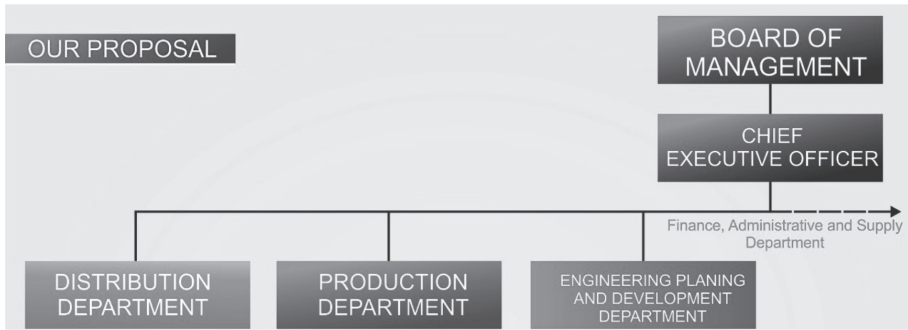 OUR PROPOSAL
BOARD OF
MANAGEMENT
CHIEF
EXECUTIVE OFFICER
Finance, Administrative and Supply
Department
DISTRIBUTION
DEPARTMENT
PRODUCTION
DEPARTMENT
ENGINEERING PLANING
AND DEVELOPMENT
DEPARTMENT